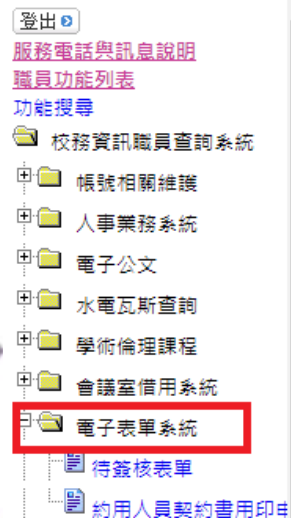 登出
服務電話與訊息說明
職員功能列表
功能搜尋
校務資訊職員查詢系統
帳號相關維護
人事業務系統
電子公文
水電瓦斯查詢
學術倫理課程
會議室借用系統
電子表單系統
待簽核表單
約用人員契約書用印申